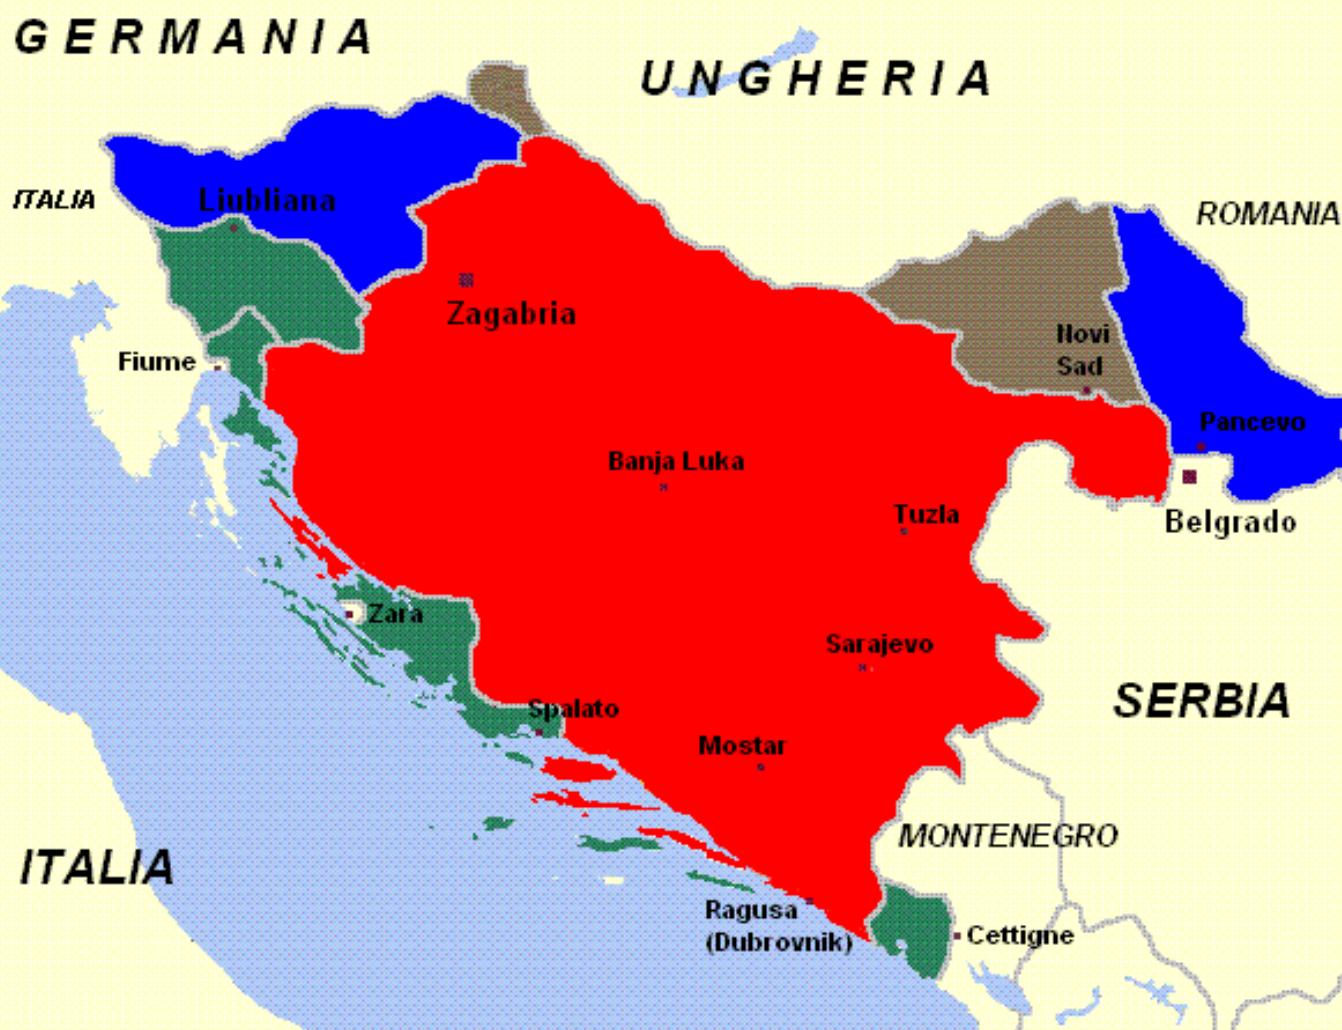 GERMANIA
UNGHERIA
ITALIA
Liubliana
ROMANIA
Zagabria
Novi
Sad
Fiume
Pancevo
Banja Luka
Tuzla
Belgrado
Zara
Sarajevo
SERBIA
Spalato
Mostar
MONTENEGRO
ITALIA
Ragusa
(Dubrovnik)
Cettigne